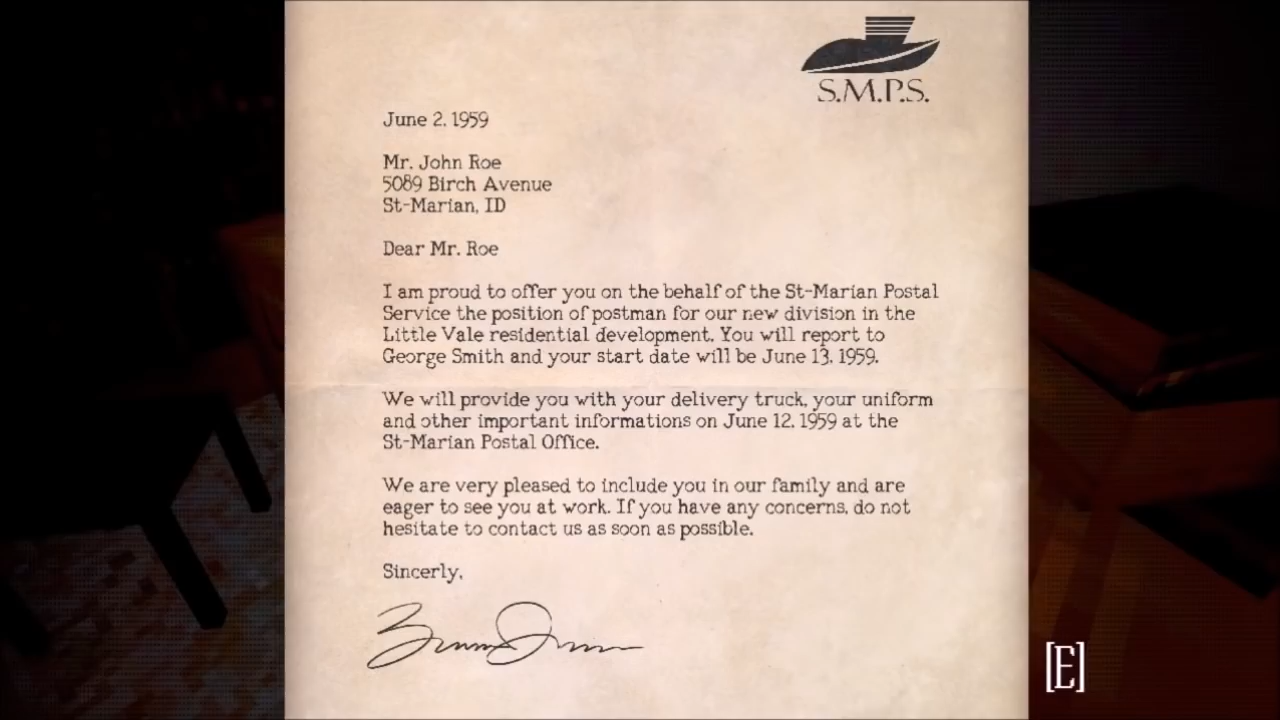 S.M.P.S.
June 2, 1959
Mr. John Roe
5089 Birch Avenue
St-Marian, ID
Dear Mr. Roe
I am proud to offer you on the behalf of the St-Marian Postal
Service the position of postman for our new division in the
Little Vale residential development. You will report to
George Smith and your start date will be June 13, 1959.
We will provide you with your delivery truck, your uniform
and other important informations on June 12, 1959 at the
St-Marian Postal Office.
We are very pleased to include you in our family and are
eager to see you at work. If you have any concerns, do not
hesitate to contact us as soon as possible.
Sincerely,
[E]